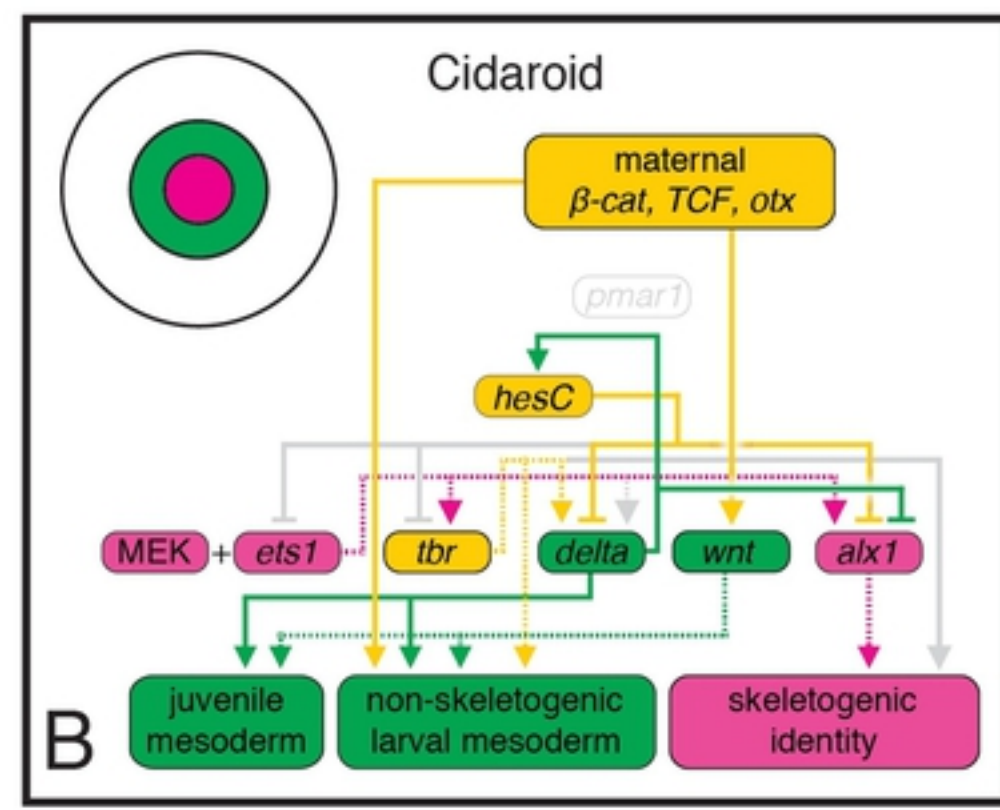 Cidaroid
maternal
β-cat, TCF, otx
pmar1
hesC
MEK + ets1 tbr delta wnt alx1
juvenile
mesoderm
non-skeletogenic
larval mesoderm
skeletogenic
identity
B